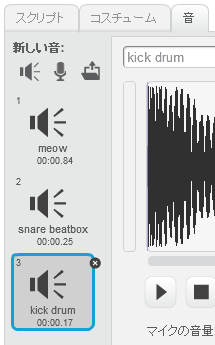 スクリプト
コスチューム
音
新しい音:
kick drum
1
meow
00:00.84
2
snare beatbox
00:00.25
3
kick drum
00:00.17
マイクの音量